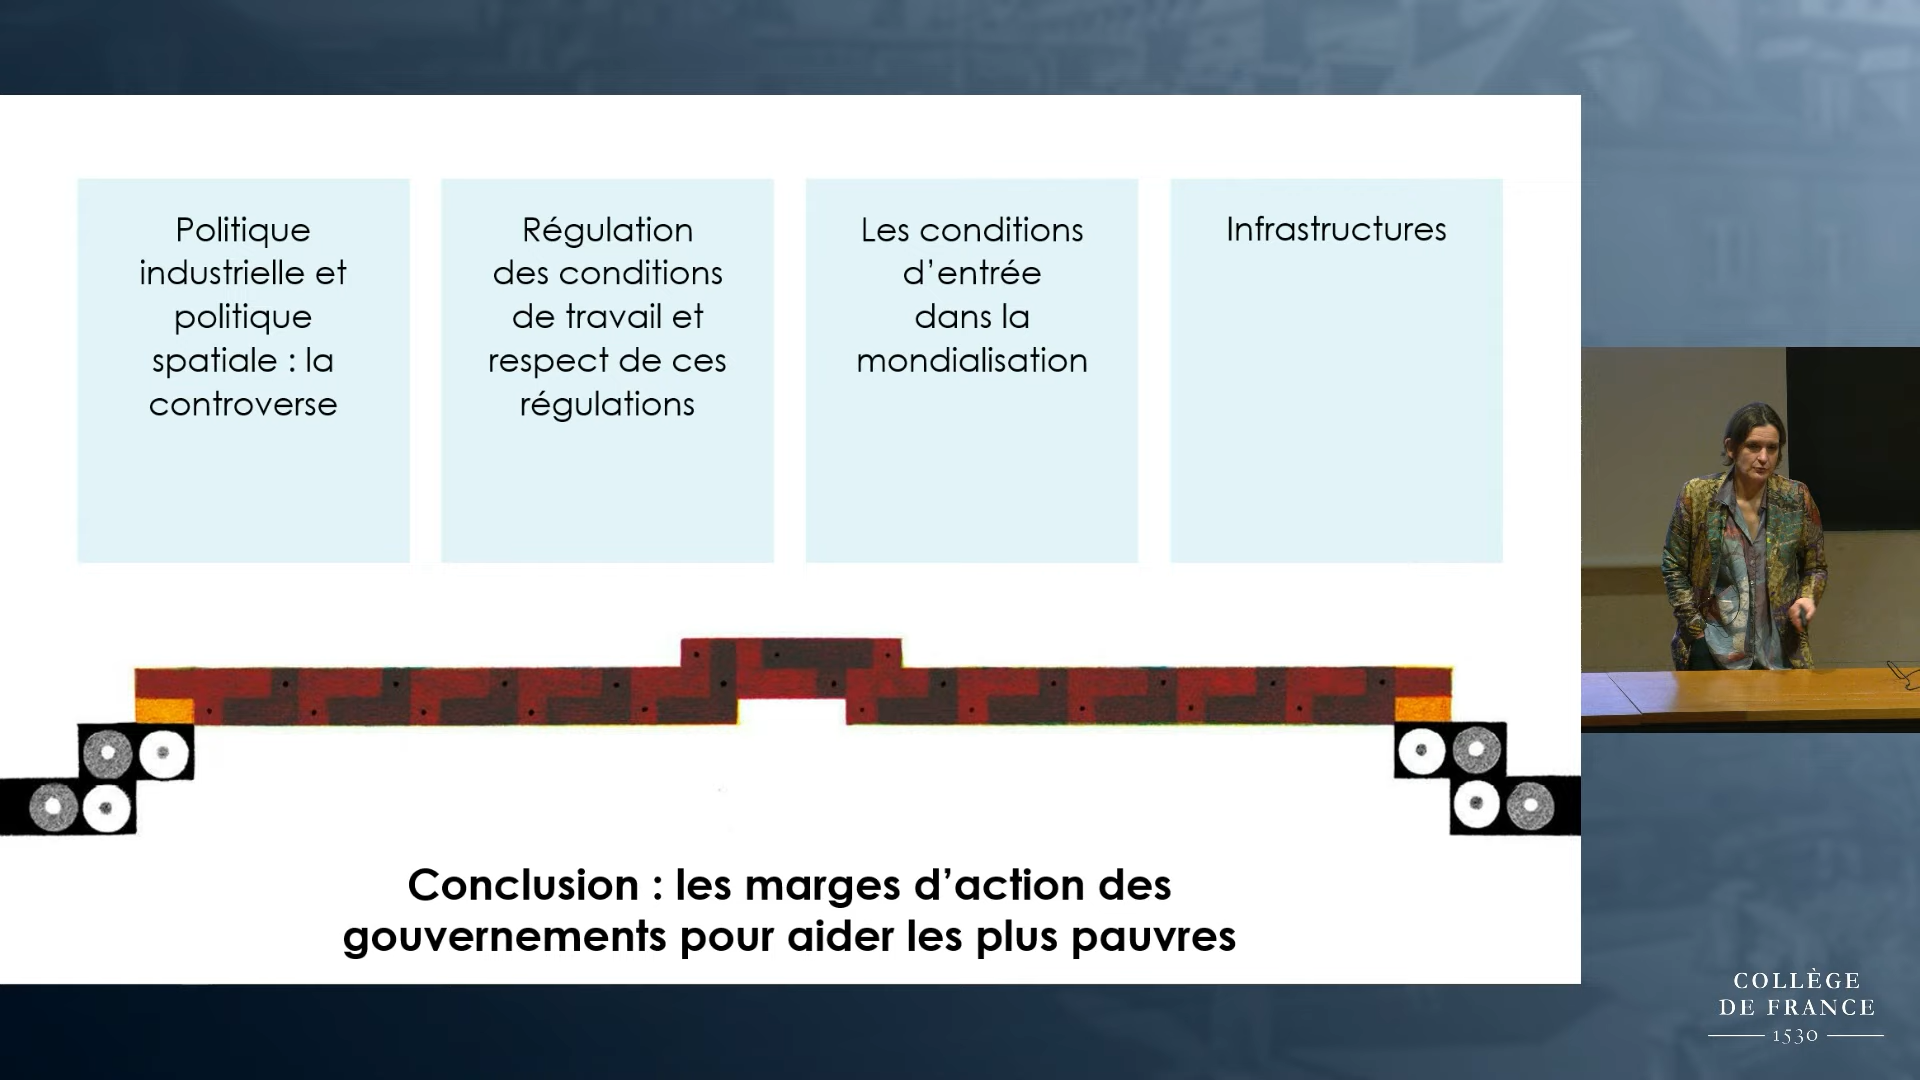 Politique
industrielle et
politique
spatiale : la
controverse
Régulation
des conditions
de travail et
respect de ces
régulations
Les conditions
d’entrée
dans la
mondialisation
Infrastructures
Conclusion : les marges d’action des
gouvernements pour aider les plus pauvres
COLLÈGE
DE FRANCE
1530